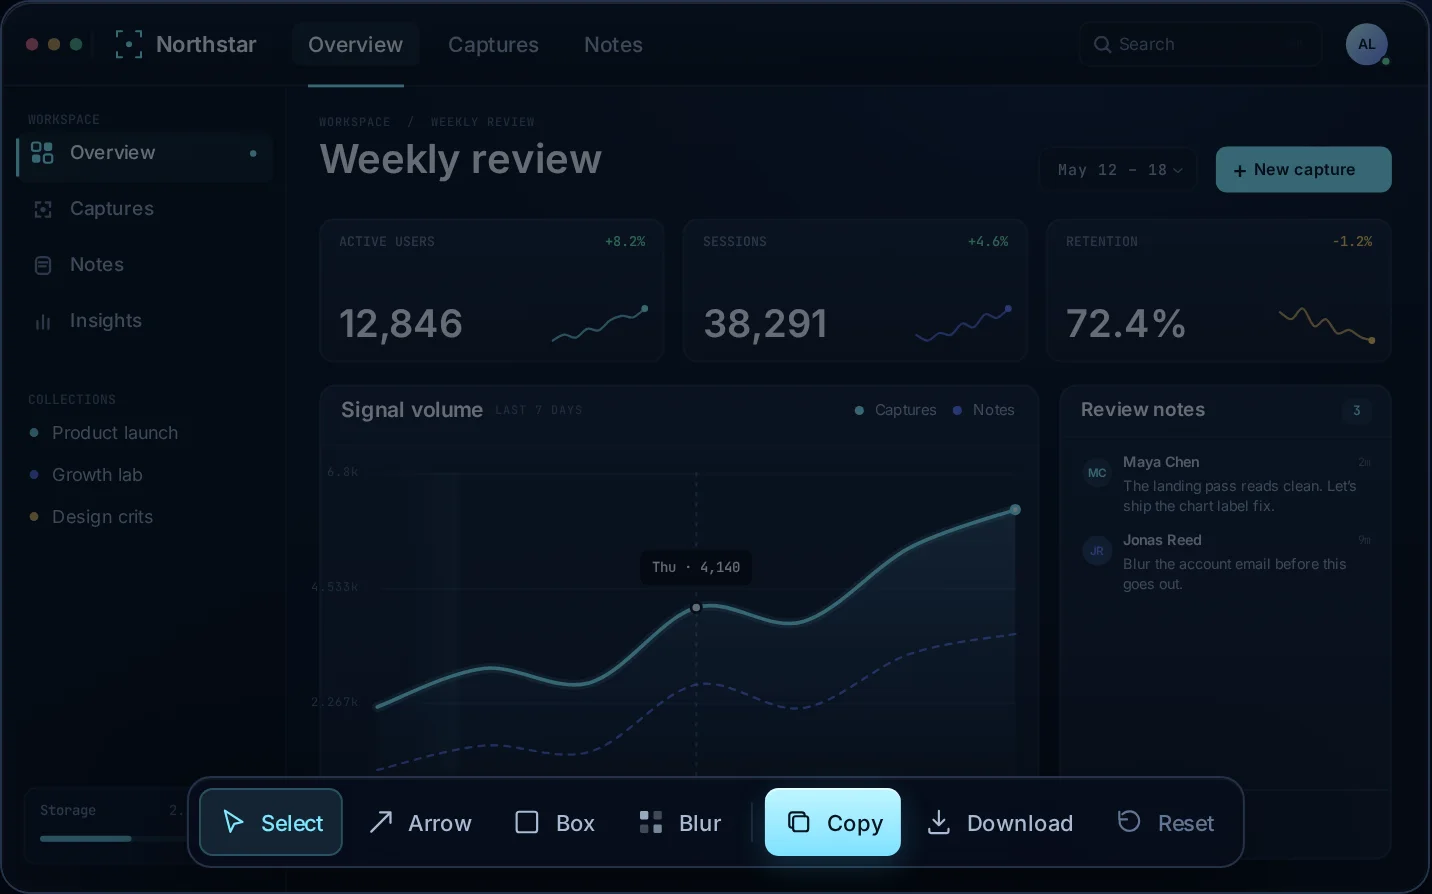 Northstar
Overview
Captures
Notes
Search
AL
WORKSPACE
Overview
Captures
Notes
Insights
COLLECTIONS
Product launch
Growth lab
Design crits
Storage
2.
WORKSPACE / WEEKLY REVIEW
Weekly review
May 12 – 18
+ New capture
ACTIVE USERS
+8.2%
12,846
SESSIONS
+4.6%
38,291
RETENTION
-1.2%
72.4%
Signal volume LAST 7 DAYS
Captures
Notes
6.8k
4.533k
2.267k
Thu · 4,140
Review notes
3
MC
Maya Chen
2m
The landing pass reads clean. Let's
ship the chart label fix.
JR
Jonas Reed
9m
Blur the account email before this
goes out.
Select
Arrow
Box
Blur
Copy
Download
Reset